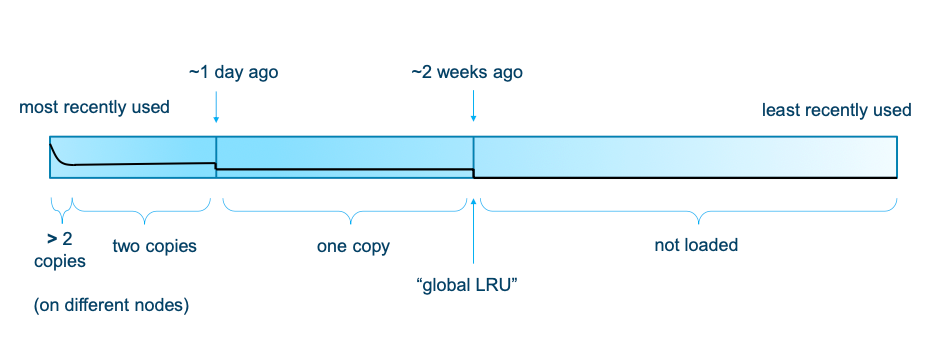 ~1 day ago
~2 weeks ago
most recently used
least recently used
> 2
copies
two copies
one copy
not loaded
“global LRU”
(on different nodes)